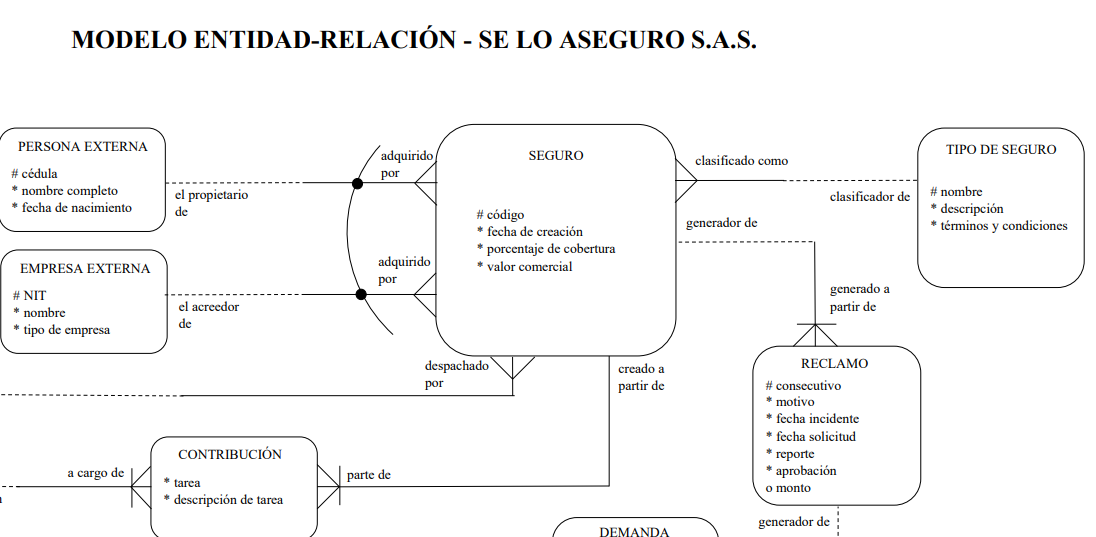 MODELO ENTIDAD-RELACIÓN - SE LO ASEGURO S.A.S.
PERSONA EXTERNA
# cédula
* nombre completo
* fecha de nacimiento
el propietario
de
adquirido
por
EMPRESA EXTERNA
# NIT
* nombre
* tipo de empresa
el acreedor
de
adquirido
por
SEGURO
# código
* fecha de creación
* porcentaje de cobertura
* valor comercial
clasificado como
clasificador de
TIPO DE SEGURO
# nombre
* descripción
* términos y condiciones
generador de
generado a
partir de
RECLAMO
# consecutivo
* motivo
* fecha incidente
* fecha solicitud
* reporte
* aprobación
o monto
generador de
despachado
por
creado a
partir de
a cargo de
CONTRIBUCIÓN
* tarea
* descripción de tarea
parte de
DEMANDA